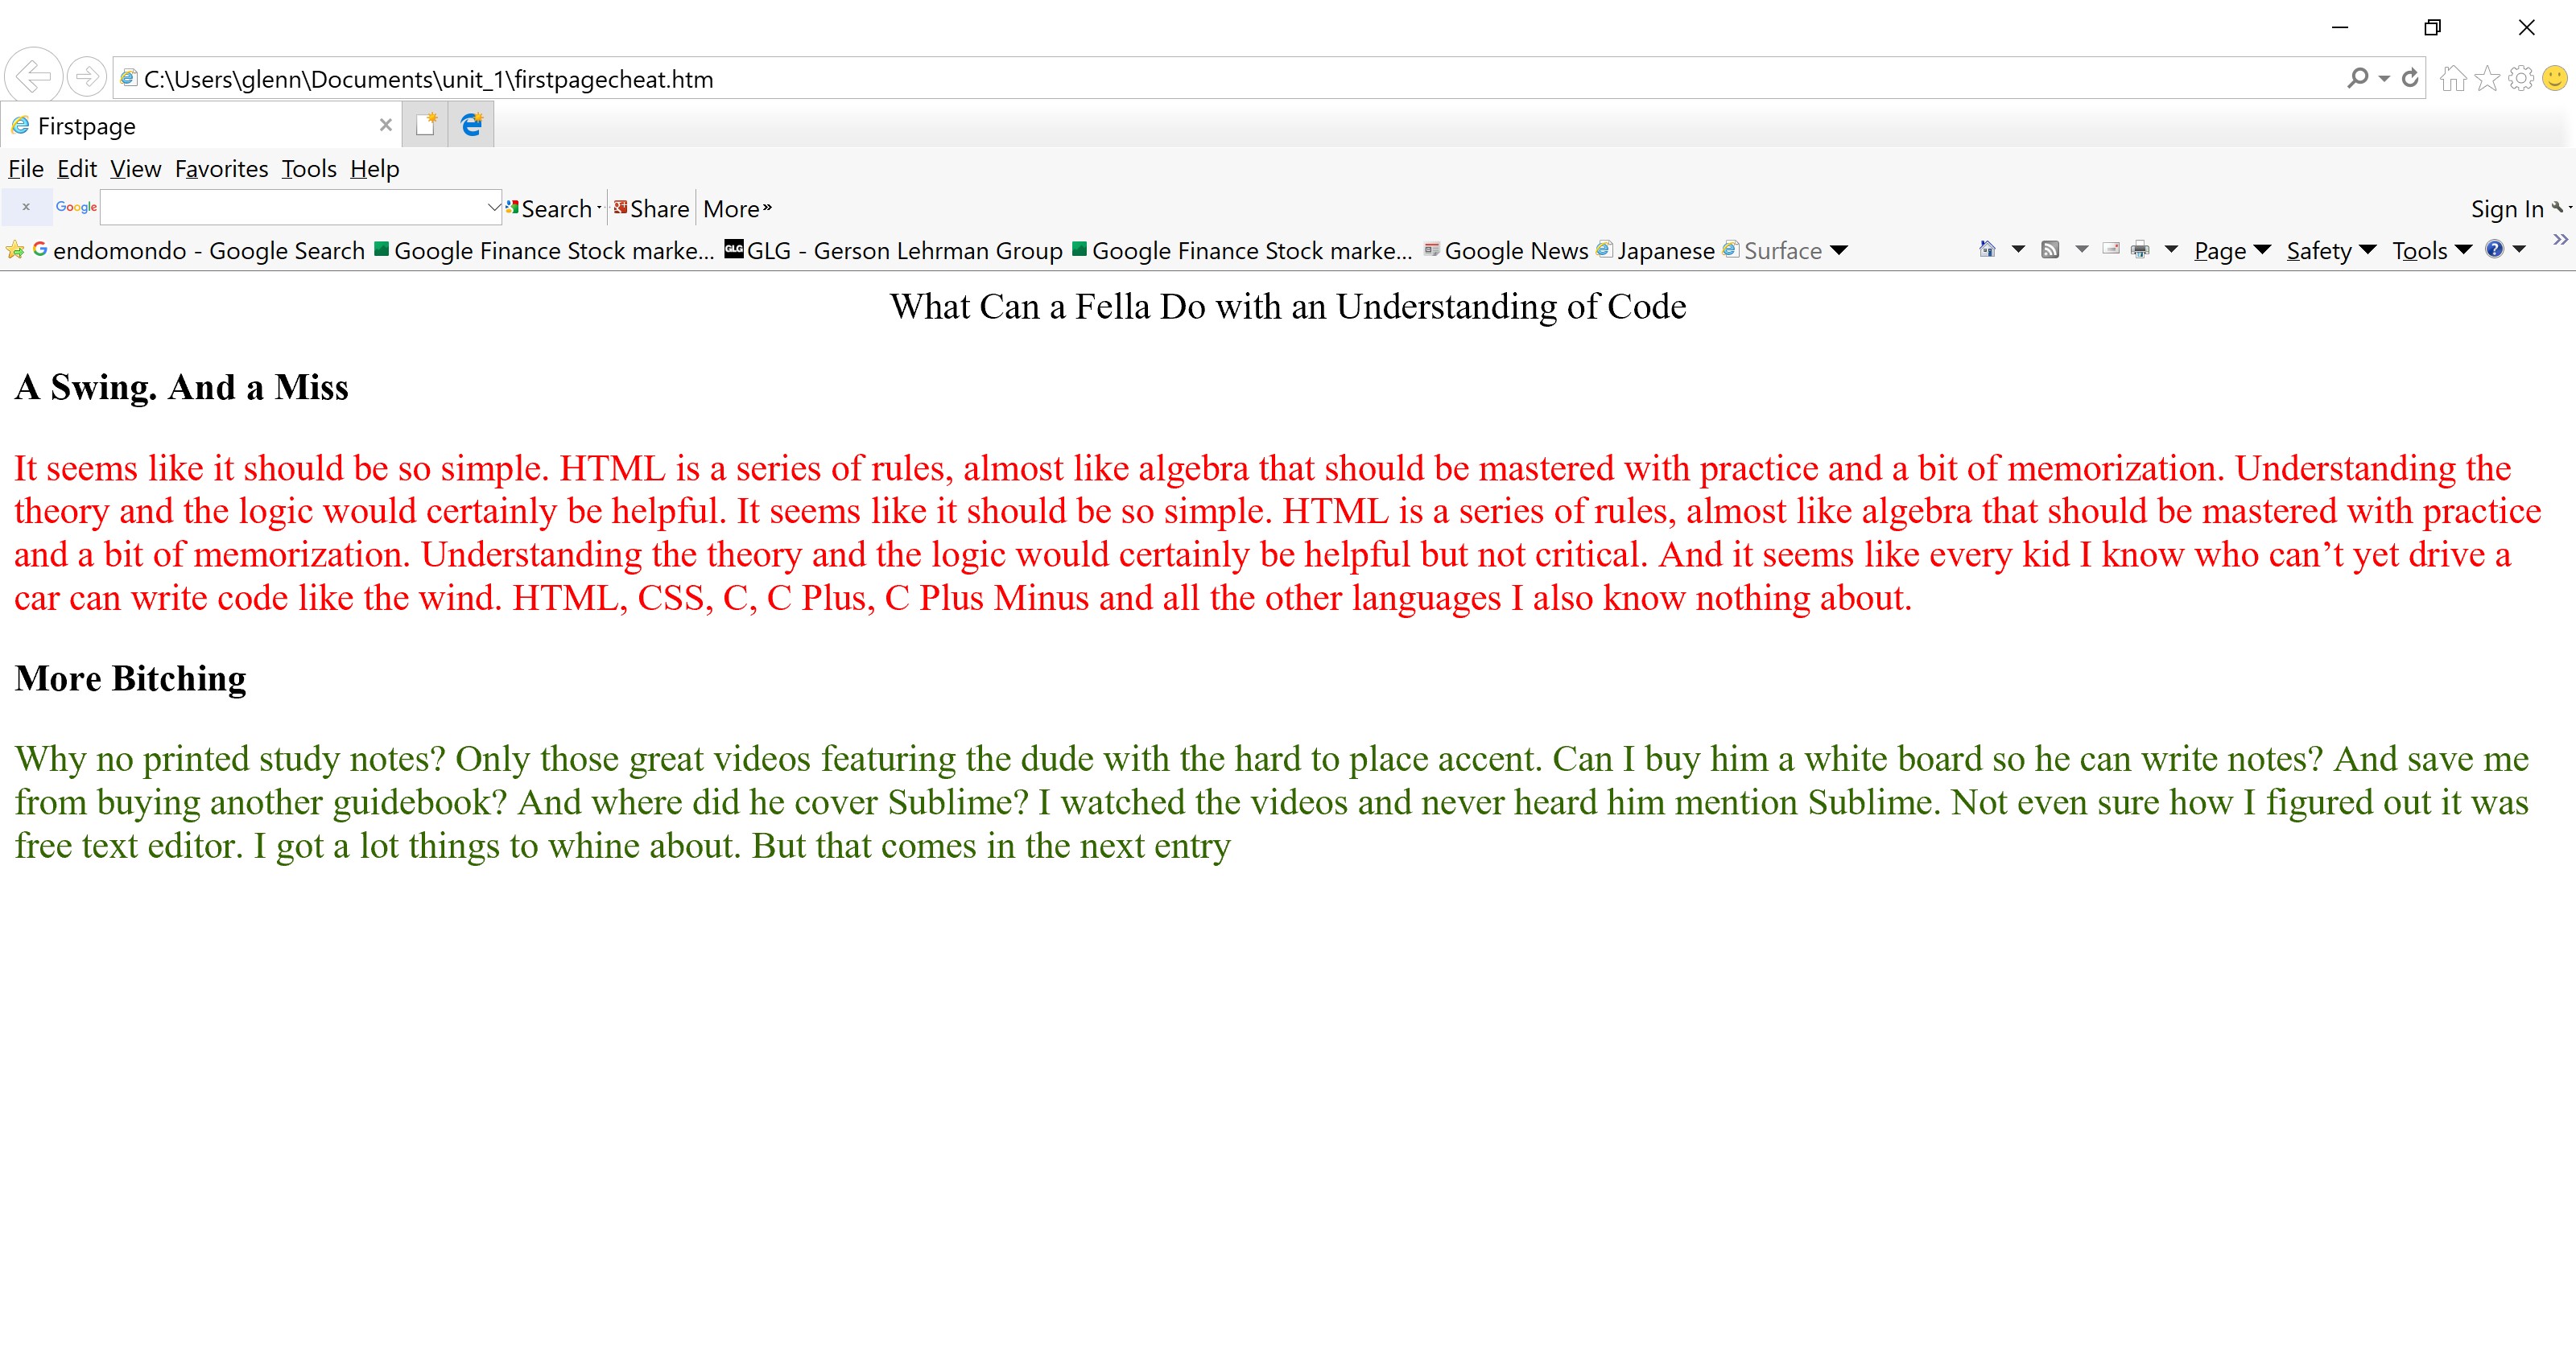 C:\Users\glenn\Documents\unit_1\firstpagecheat.htm
Firstpage
File Edit View Favorites Tools Help
x Google Search Share More» Sign In
endomondo - Google Search Google Finance Stock marke... GLG GLG - Gerson Lehrman Group Google Finance Stock marke... Google News Japanese Surface Page Safety Tools
What Can a Fella Do with an Understanding of Code
A Swing. And a Miss
It seems like it should be so simple. HTML is a series of rules, almost like algebra that should be mastered with practice and a bit of memorization. Understanding the
theory and the logic would certainly be helpful. It seems like it should be so simple. HTML is a series of rules, almost like algebra that should be mastered with practice
and a bit of memorization. Understanding the theory and the logic would certainly be helpful but not critical. And it seems like every kid I know who can’t yet drive a
car can write code like the wind. HTML, CSS, C, C Plus, C Plus Minus and all the other languages I also know nothing about.
More Bitching
Why no printed study notes? Only those great videos featuring the dude with the hard to place accent. Can I buy him a white board so he can write notes? And save me
from buying another guidebook? And where did he cover Sublime? I watched the videos and never heard him mention Sublime. Not even sure how I figured out it was
free text editor. I got a lot things to whine about. But that comes in the next entry